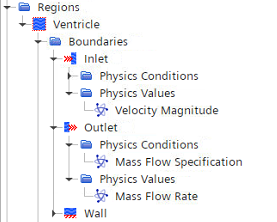 Regions
Ventricle
Boundaries
Inlet
Physics Conditions
Physics Values
Velocity Magnitude
Outlet
Physics Conditions
Mass Flow Specification
Physics Values
Mass Flow Rate
Wall